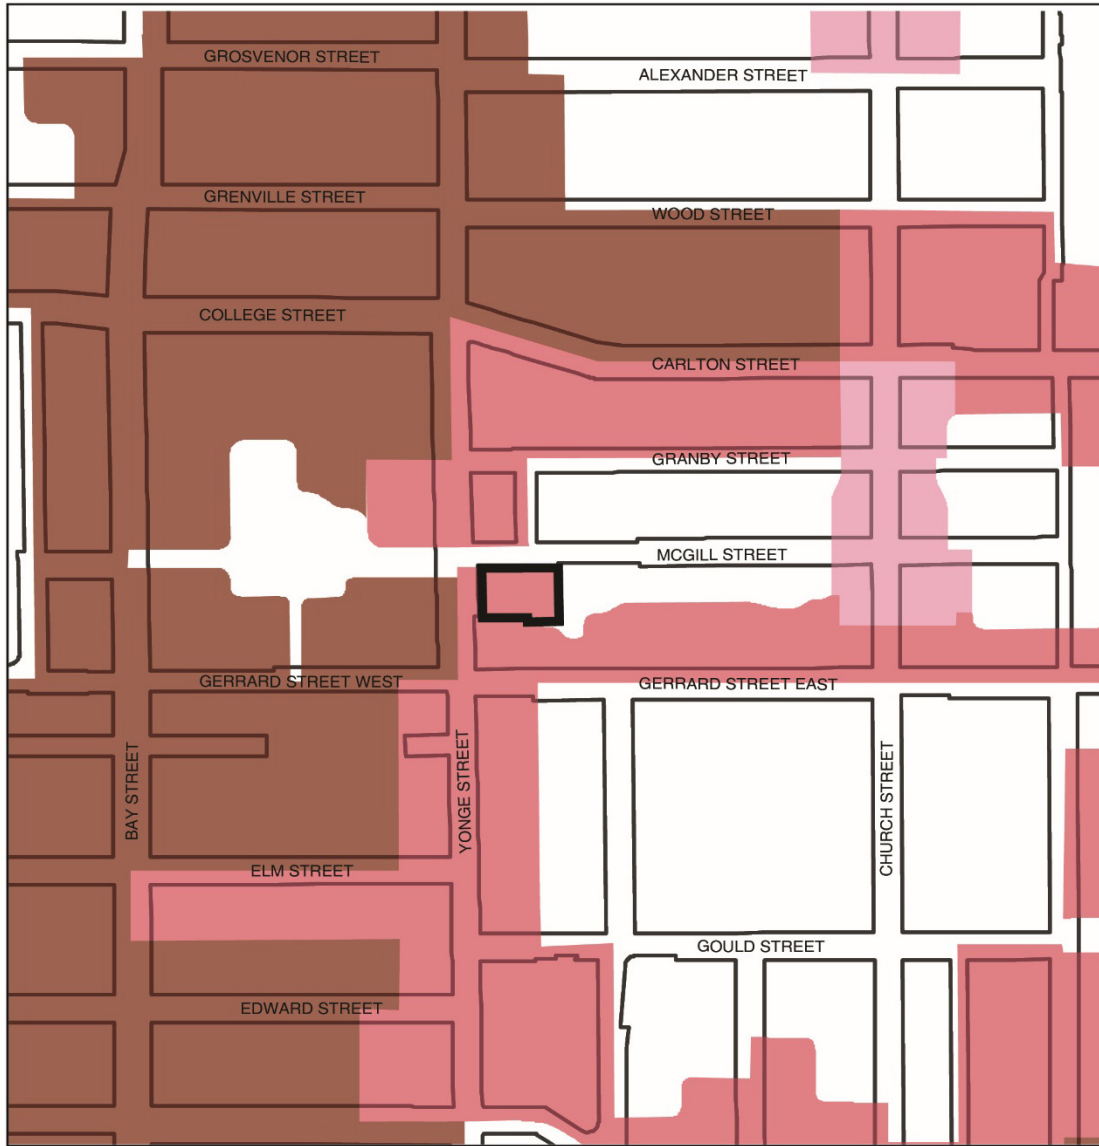 GROSVENOR STREET
ALEXANDER STREET
GRENVILLE STREET
WOOD STREET
COLLEGE STREET
CARLTON STREET
GRANBY STREET
MCGILL STREET
GERRARD STREET WEST
GERRARD STREET EAST
BAY STREET
YONGE STREET
CHURCH STREET
ELM STREET
GOULD STREET
EDWARD STREET